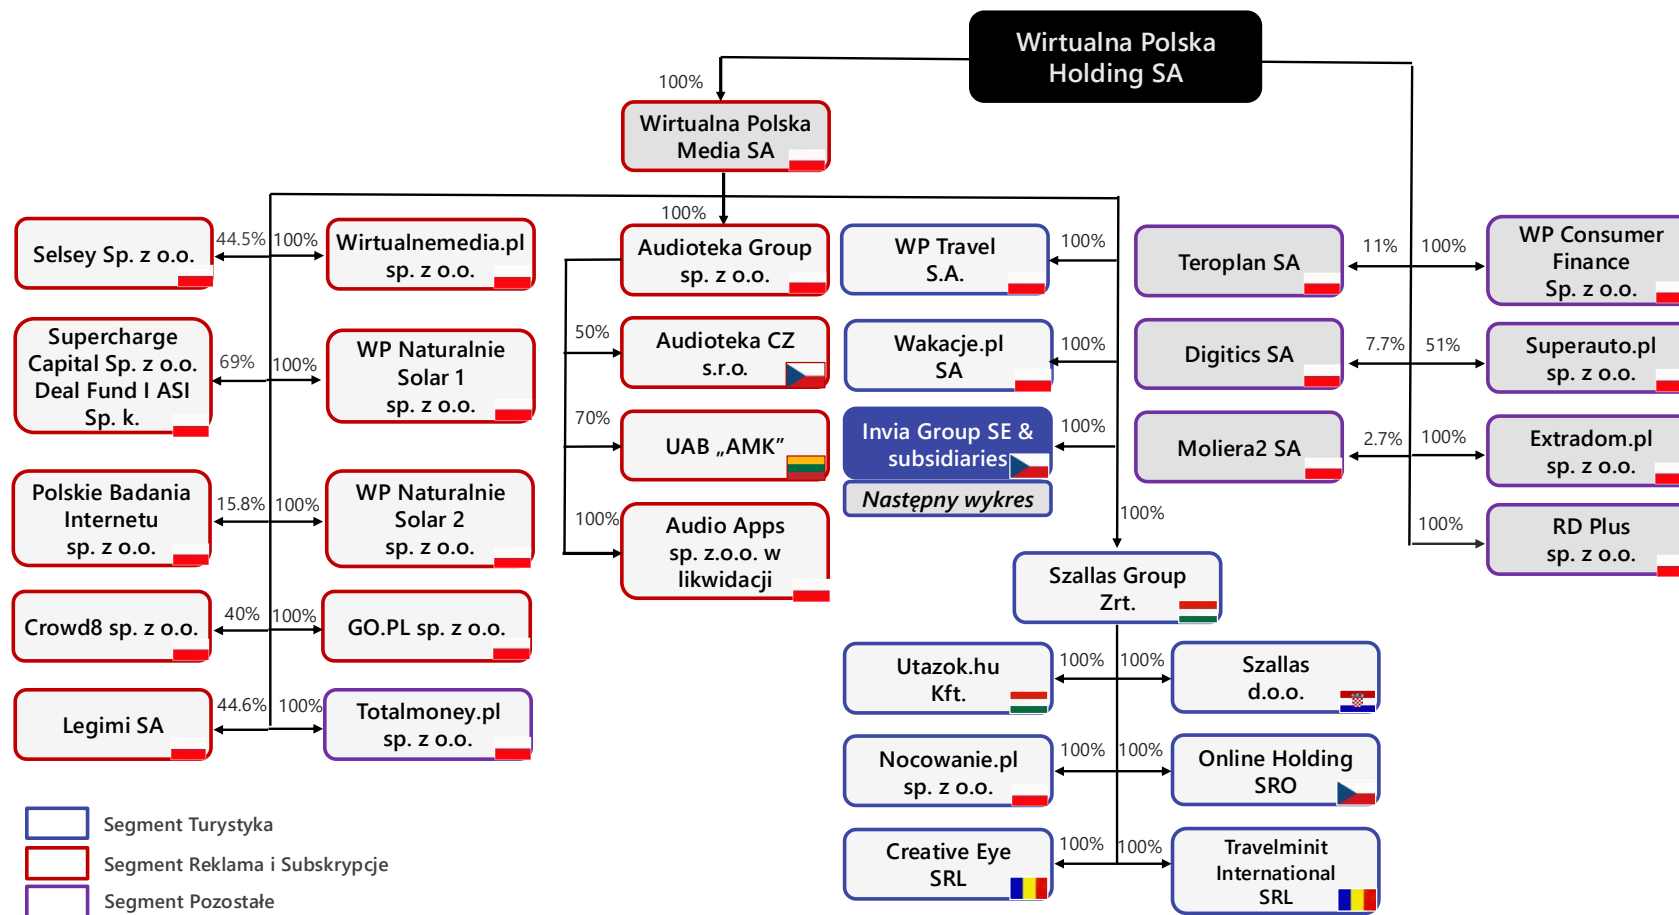 Wirtualna Polska
Holding SA
100%
Wirtualna Polska
Media SA
100%
Selsey Sp. z o.o.
44.5%
100%
Wirtualnemedia.pl
sp. z o.o.
Supercharge
Capital Sp. z o.o.
Deal Fund I ASI
Sp. k.
69%
100%
WP Naturalnie
Solar 1
sp. z o.o.
Polskie Badania
Internetu
sp. z o.o.
15.8%
100%
WP Naturalnie
Solar 2
sp. z o.o.
Crowd8 sp. z o.o.
40%
100%
GO.PL sp. z o.o.
Legimi SA
44.6%
100%
Totalmoney.pl
sp. z o.o.
Audioteka Group
sp. z o.o.
50%
Audioteka CZ
s.r.o.
70%
UAB „AMK”
100%
Audio Apps
sp. z.o.o. w
likwidacji
WP Travel
S.A.
100%
Wakacje.pl
SA
100%
Invia Group SE &
subsidiaries
100%
Następny wykres
100%
Szallas Group
Zrt.
Utazok.hu
Kft.
100%
100%
Szallas
d.o.o.
Nocowanie.pl
sp. z o.o.
100%
100%
Online Holding
SRO
Creative Eye
SRL
100%
100%
Travelminit
International
SRL
Teroplan SA
11%
100%
WP Consumer
Finance
Sp. z o.o.
Digitics SA
7.7%
51%
Superauto.pl
sp. z o.o.
Moliera2 SA
2.7%
100%
Extradom.pl
sp. z o.o.
100%
RD Plus
sp. z o.o.
Segment Turystyka
Segment Reklama i Subskrypcje
Segment Pozostałe